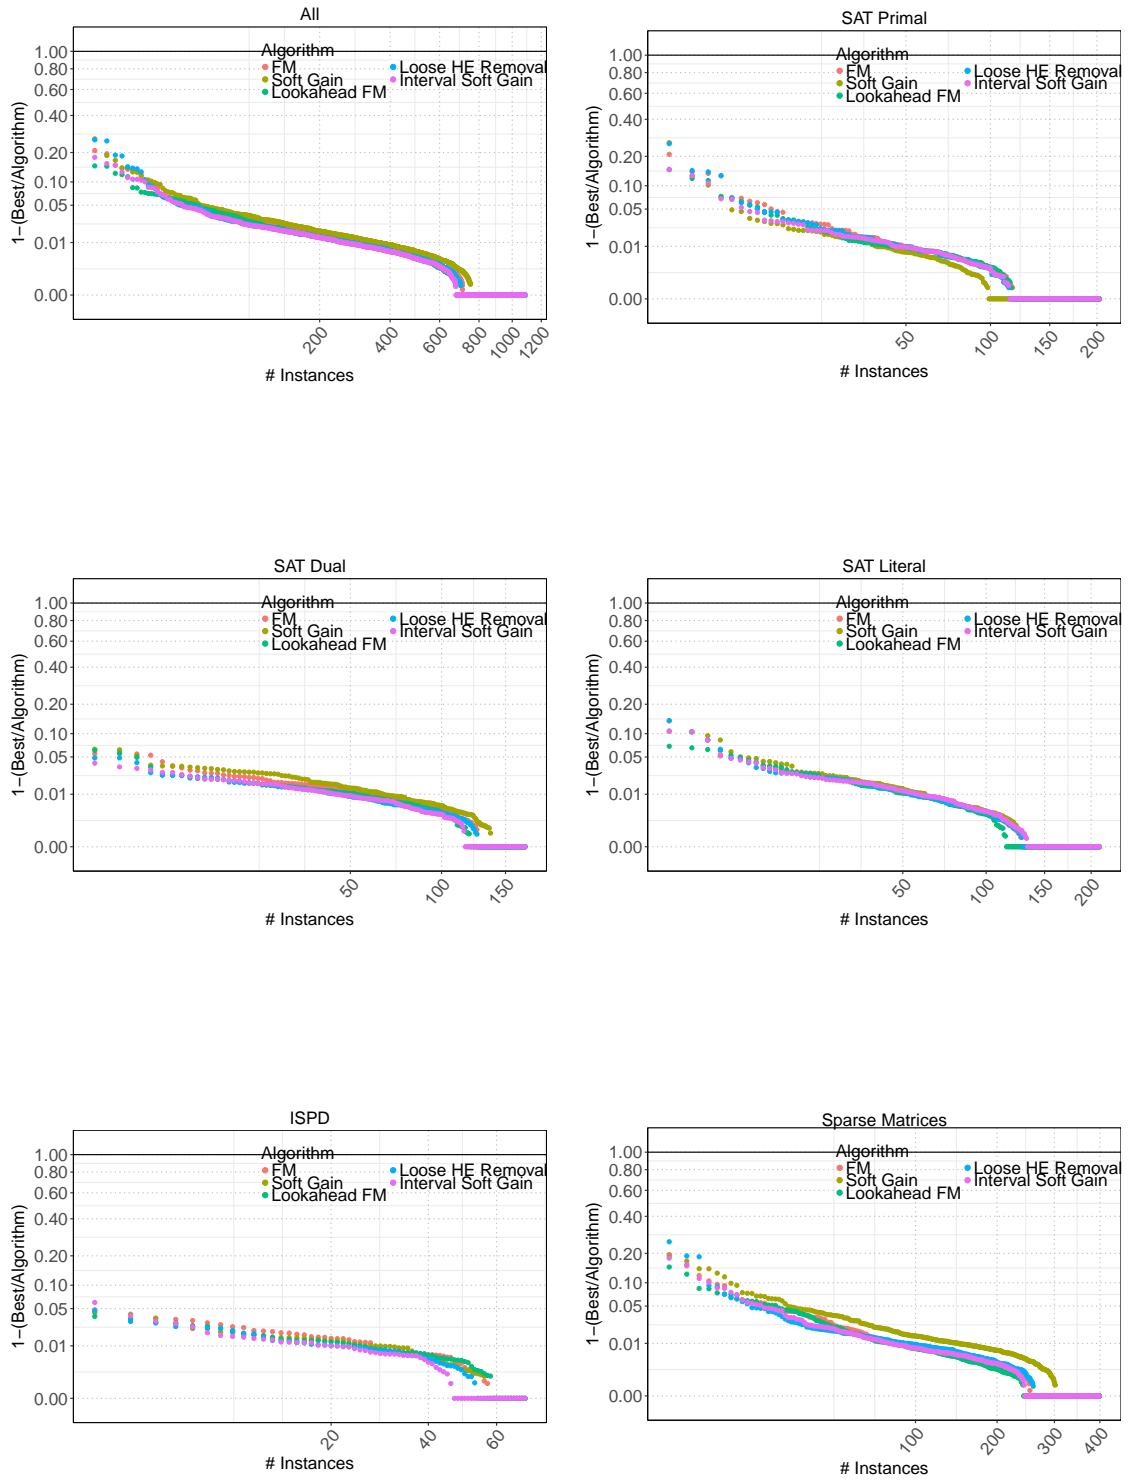 All
1−(Best/Algorithm)
1.00
0.80
0.60
0.40
0.20
0.10
0.05
0.01
0.00
Algorithm
FM
Soft Gain
Lookahead FM
Loose HE Removal
Interval Soft Gain
200
400
600
800
1000
1200
# Instances
SAT Primal
1−(Best/Algorithm)
1.00
0.80
0.60
0.40
0.20
0.10
0.05
0.01
0.00
Algorithm
FM
Soft Gain
Lookahead FM
Loose HE Removal
Interval Soft Gain
50
100
150
200
# Instances
SAT Dual
1−(Best/Algorithm)
1.00
0.80
0.60
0.40
0.20
0.10
0.05
0.01
0.00
Algorithm
FM
Soft Gain
Lookahead FM
Loose HE Removal
Interval Soft Gain
50
100
150
# Instances
SAT Literal
1−(Best/Algorithm)
1.00
0.80
0.60
0.40
0.20
0.10
0.05
0.01
0.00
Algorithm
FM
Soft Gain
Lookahead FM
Loose HE Removal
Interval Soft Gain
50
100
150
200
# Instances
ISPD
1−(Best/Algorithm)
1.00
0.80
0.60
0.40
0.20
0.10
0.05
0.01
0.00
Algorithm
FM
Soft Gain
Lookahead FM
Loose HE Removal
Interval Soft Gain
20
40
60
# Instances
Sparse Matrices
1−(Best/Algorithm)
1.00
0.80
0.60
0.40
0.20
0.10
0.05
0.01
0.00
Algorithm
FM
Soft Gain
Lookahead FM
Loose HE Removal
Interval Soft Gain
100
200
300
400
# Instances